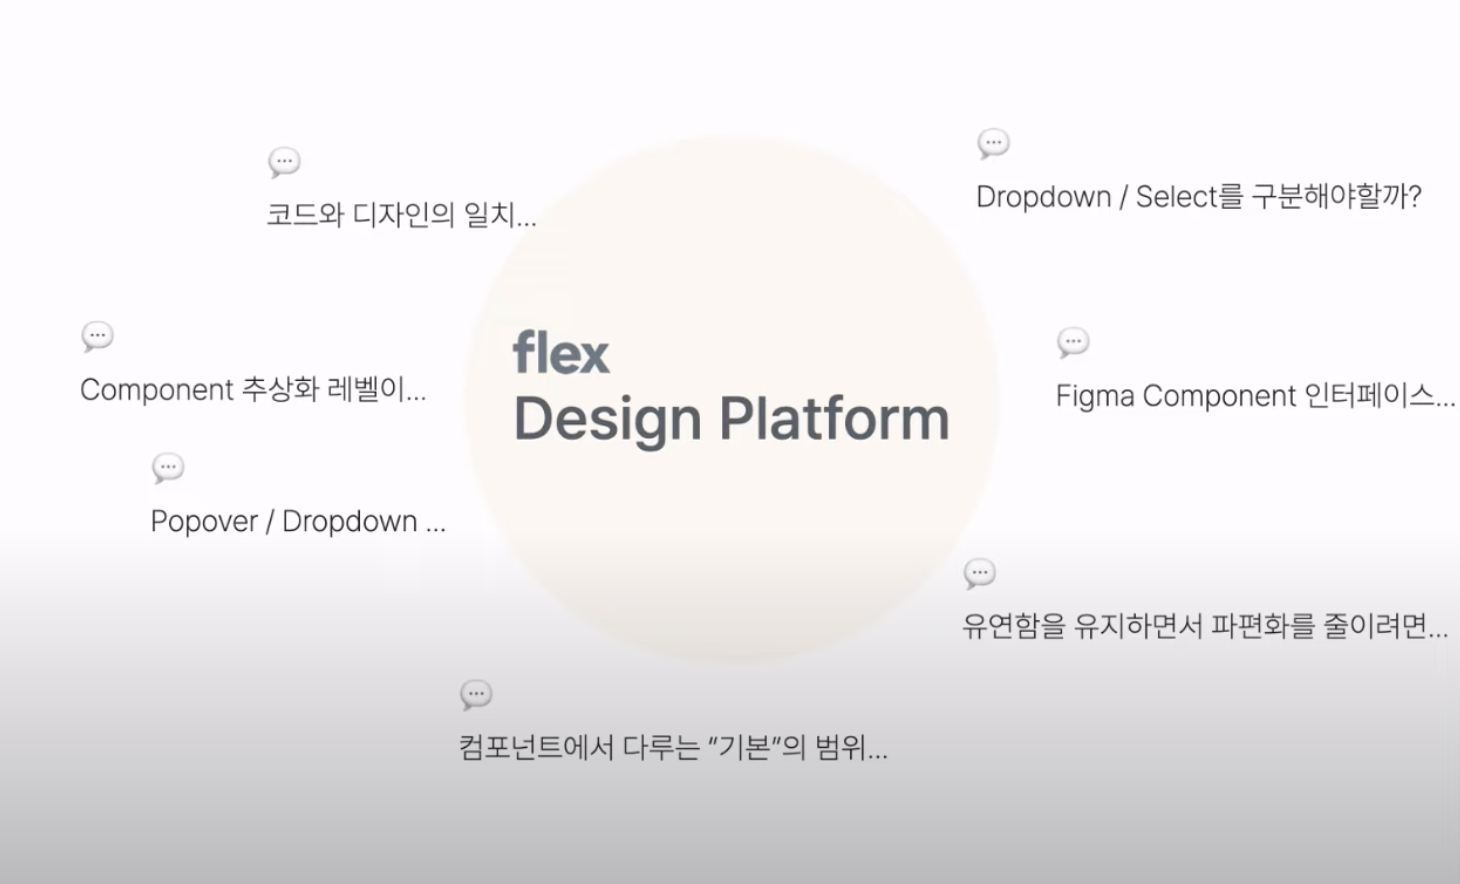 코드와 디자인의 일치...
Dropdown / Select를 구분해야할까?
Component 추상화 레벨이...
flex
Design Platform
Figma Component 인터페이스...
Popover / Dropdown ...
유연함을 유지하면서 파편화를 줄이려면...
컴포넌트에서 다루는 "기본"의 범위...